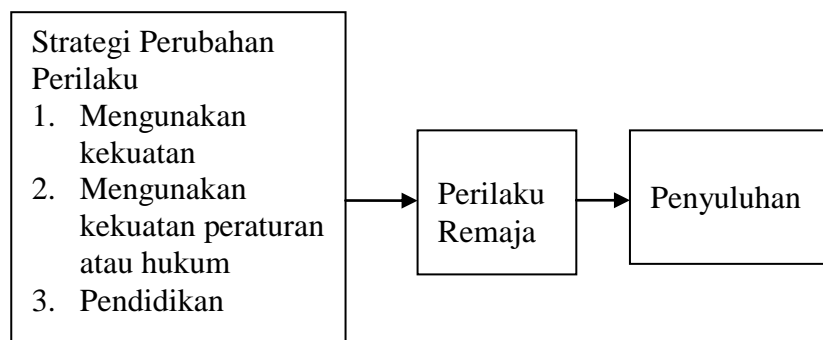 Strategi Perubahan
Perilaku
1. Mengunakan
kekuatan
2. Mengunakan
kekuatan peraturan
atau hukum
3. Pendidikan
Perilaku
Remaja
Penyuluhan